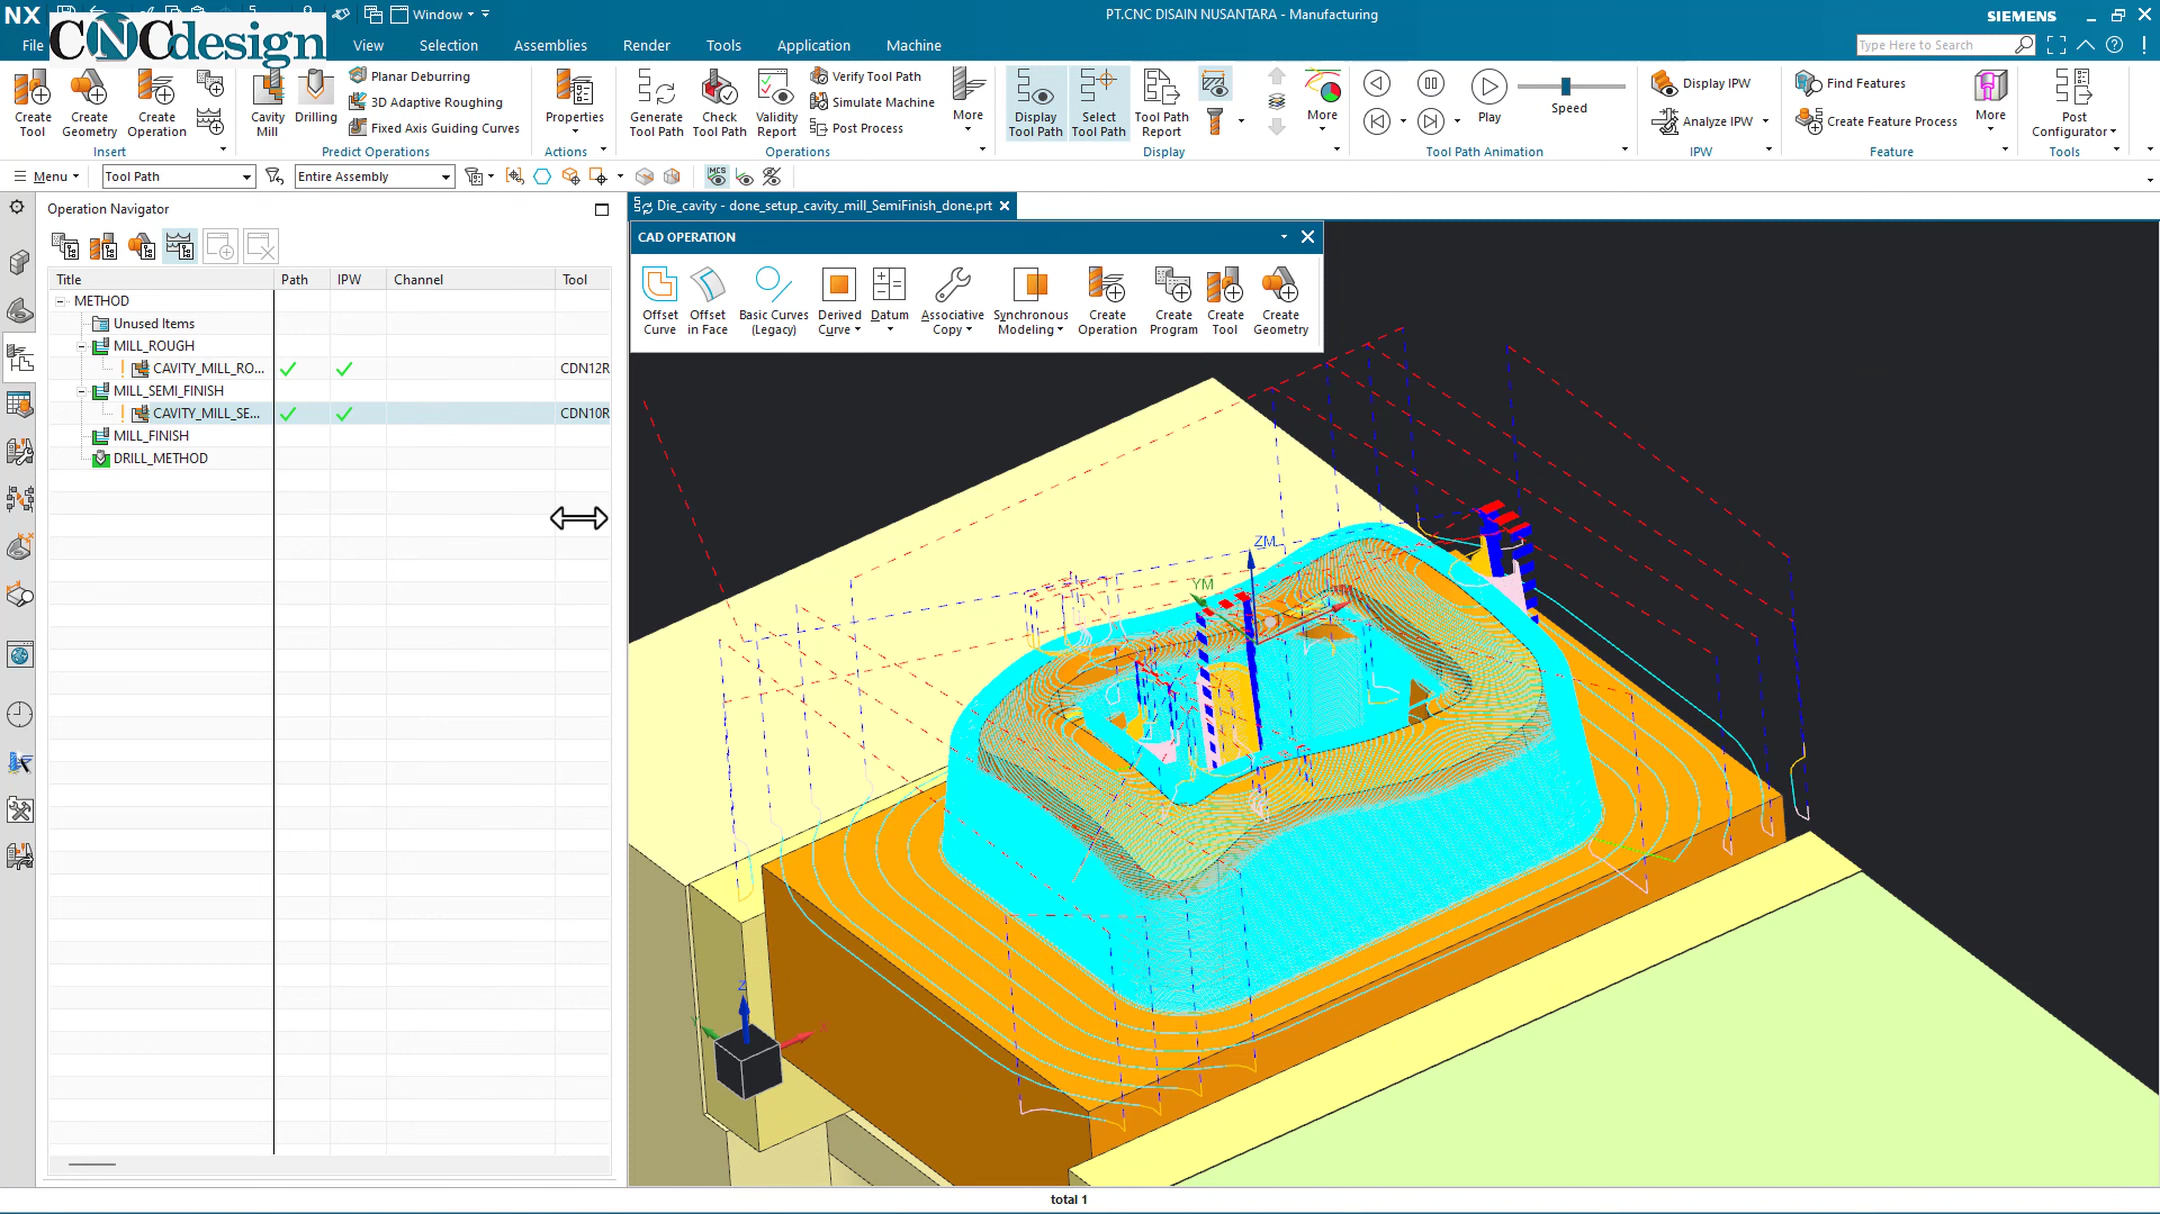 NX
Window
PT.CNC DISAIN NUSANTARA - Manufacturing
SIEMENS
CNCdesign
File
View
Selection
Assemblies
Render
Tools
Application
Machine
Type Here to Search
Create Tool
Create Geometry
Create Operation
Insert
Cavity Mill
Drilling
Planar Deburring
3D Adaptive Roughing
Fixed Axis Guiding Curves
Predict Operations
Properties
Actions
Generate Tool Path
Check Tool Path
Validity Report
Verify Tool Path
Simulate Machine
Post Process
More
Operations
Display Tool Path
Select Tool Path
Tool Path Report
More
Display
Play
Speed
Tool Path Animation
Display IPW
Analyze IPW
IPW
Find Features
Create Feature Process
More
Feature
Post Configurator
Tools
Menu
Tool Path
Entire Assembly
MCS
Operation Navigator
Die_cavity - done_setup_cavity_mill_SemiFinish_done.prt
CAD OPERATION
Offset Curve
Offset in Face
Basic Curves (Legacy)
Derived Curve
Datum
Associative Copy
Synchronous Modeling
Create Operation
Create Program
Create Tool
Create Geometry
Title
Path
IPW
Channel
Tool
METHOD
Unused Items
MILL_ROUGH
CAVITY_MILL_RO...
CDN12R
MILL_SEMI_FINISH
CAVITY_MILL_SE...
CDN10R
MILL_FINISH
DRILL_METHOD
ZM
YM
Z
total 1